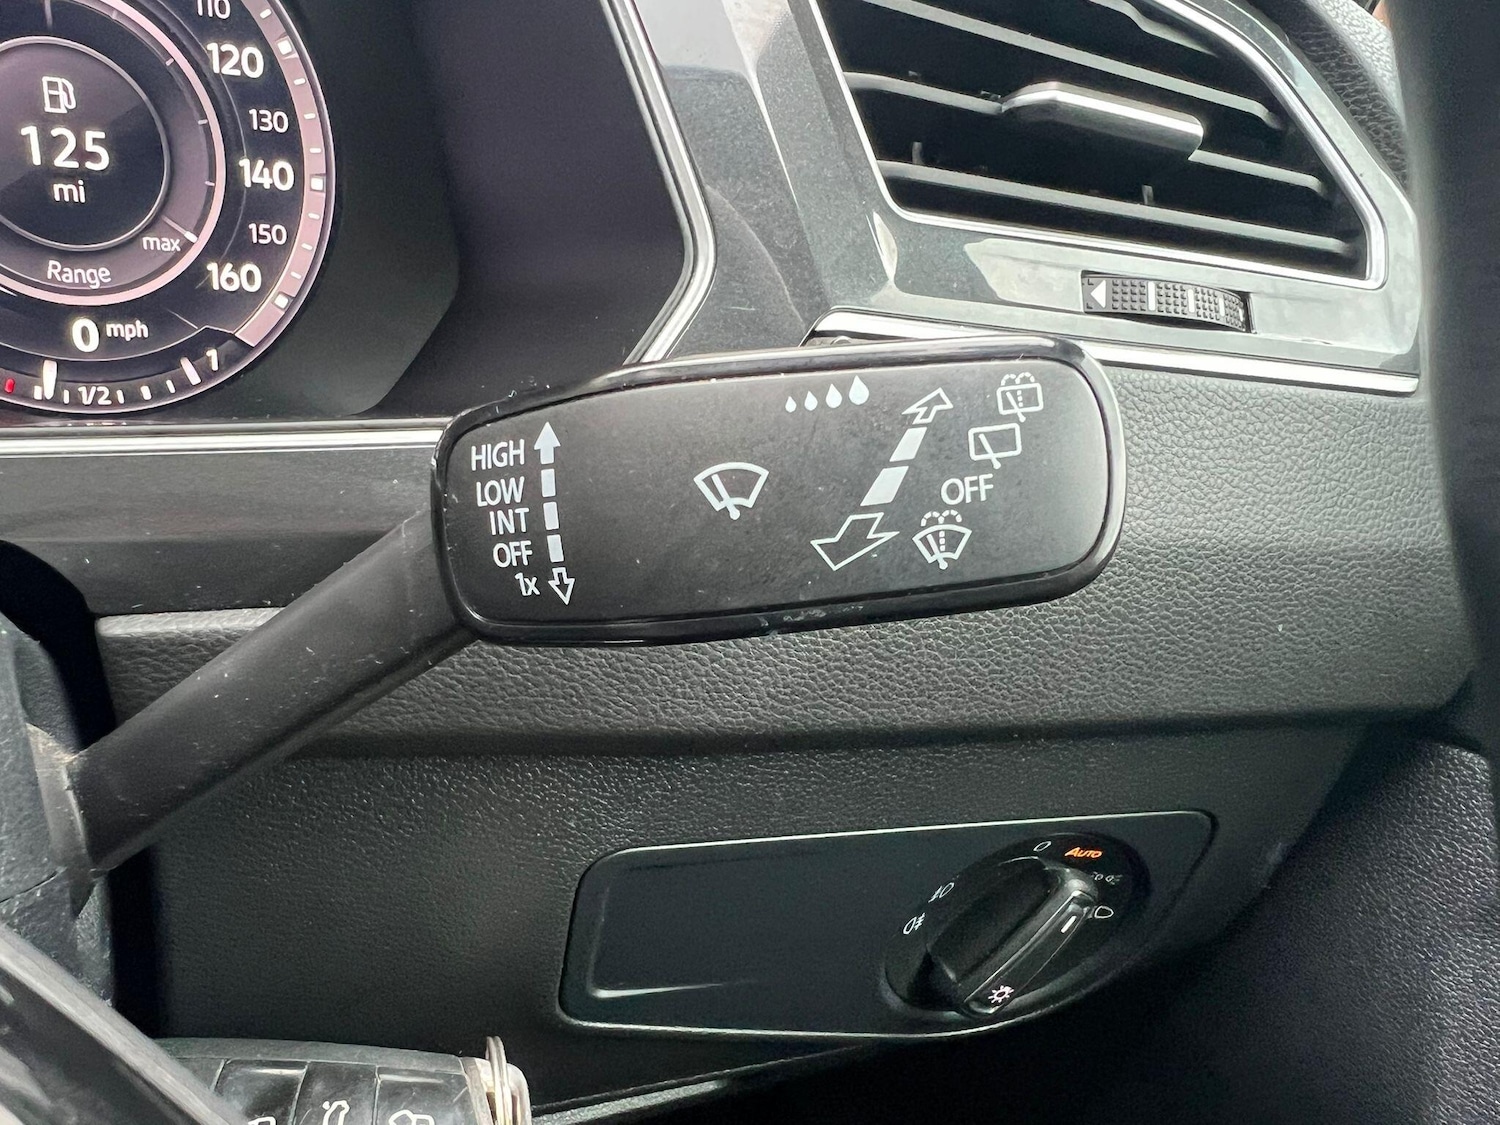 110
120
130
140
150
160
125
mi
max
Range
0 mph
1/2
1
HIGH
LOW
INT
OFF
1x
OFF
AUTO